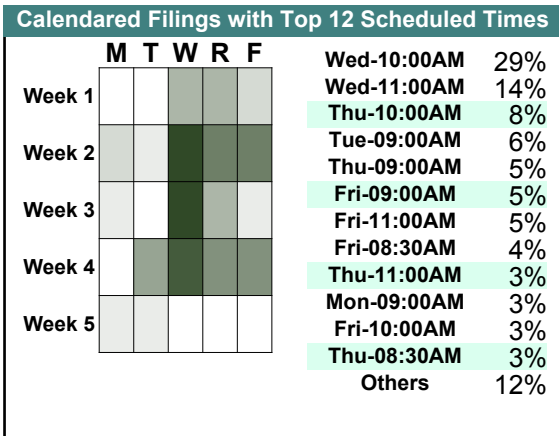 Calendared Filings with Top 12 Scheduled Times
M T W R F
Week 1
Week 2
Week 3
Week 4
Week 5
Wed-10:00AM 29%
Wed-11:00AM 14%
Thu-10:00AM 8%
Tue-09:00AM 6%
Thu-09:00AM 5%
Fri-09:00AM 5%
Fri-11:00AM 5%
Fri-08:30AM 4%
Thu-11:00AM 3%
Mon-09:00AM 3%
Fri-10:00AM 3%
Thu-08:30AM 3%
Others 12%